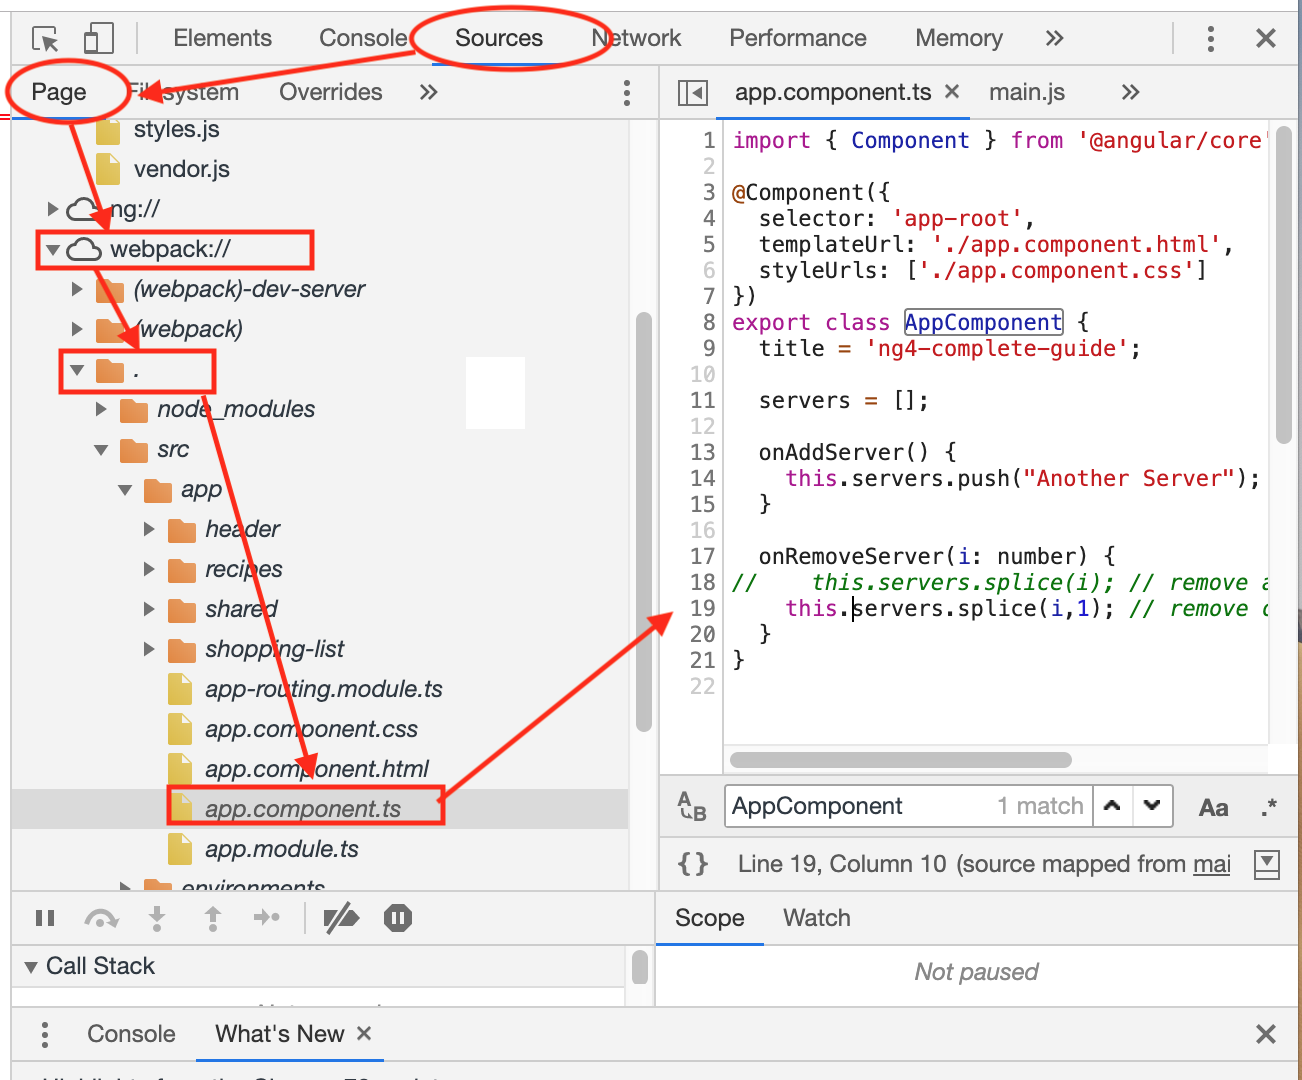 Elements Console Sources Network Performance Memory »
Page Filesystem Overrides »
app.component.ts × main.js »
styles.js
vendor.js
ng://
webpack://
(webpack)-dev-server
(webpack)
.
node_modules
src
app
header
recipes
shared
shopping-list
app-routing.module.ts
app.component.css
app.component.html
app.component.ts
app.module.ts
environments
1 import { Component } from '@angular/core'
2
3 @Component({
4 selector: 'app-root',
5 templateUrl: './app.component.html',
6 styleUrls: ['./app.component.css']
7 })
8 export class AppComponent {
9 title = 'ng4-complete-guide';
10
11 servers = [];
12
13 onAddServer() {
14 this.servers.push("Another Server");
15 }
16
17 onRemoveServer(i: number) {
18 // this.servers.splice(i); // remove a
19 this.servers.splice(i,1); // remove
20 }
21 }
22
AppComponent 1 match Aa .*
{} Line 19, Column 10 (source mapped from mai
Scope Watch
Call Stack
Not paused
Console What's New ×